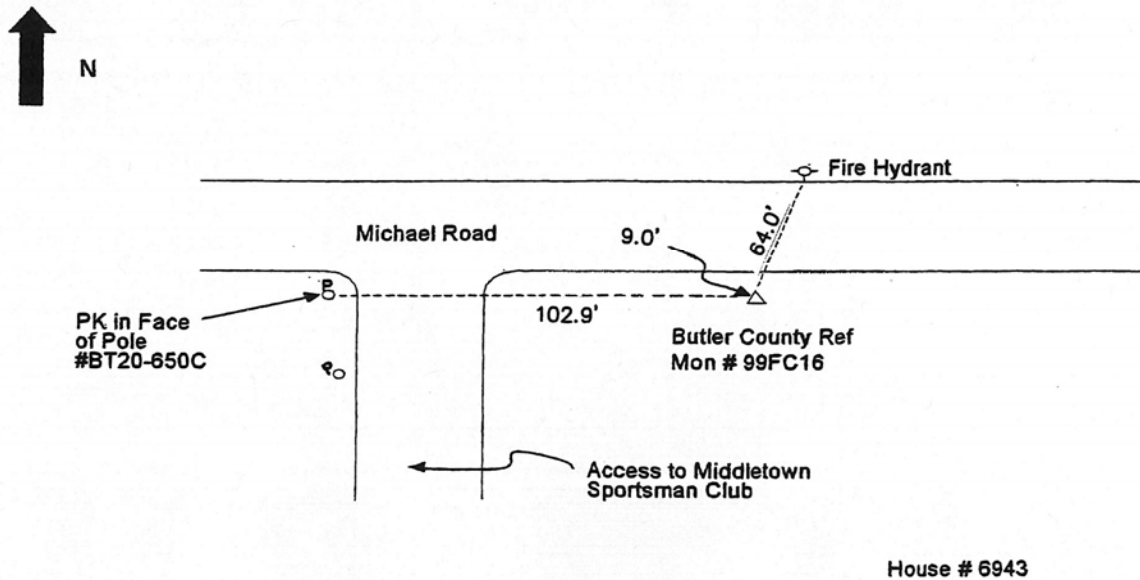 N
Fire Hydrant
64.0'
Michael Road
9.0'
P
102.9'
PK in Face
of Pole
#BT20-650C
Butler County Ref
Mon # 99FC16
P
Access to Middletown
Sportsman Club
House # 6943